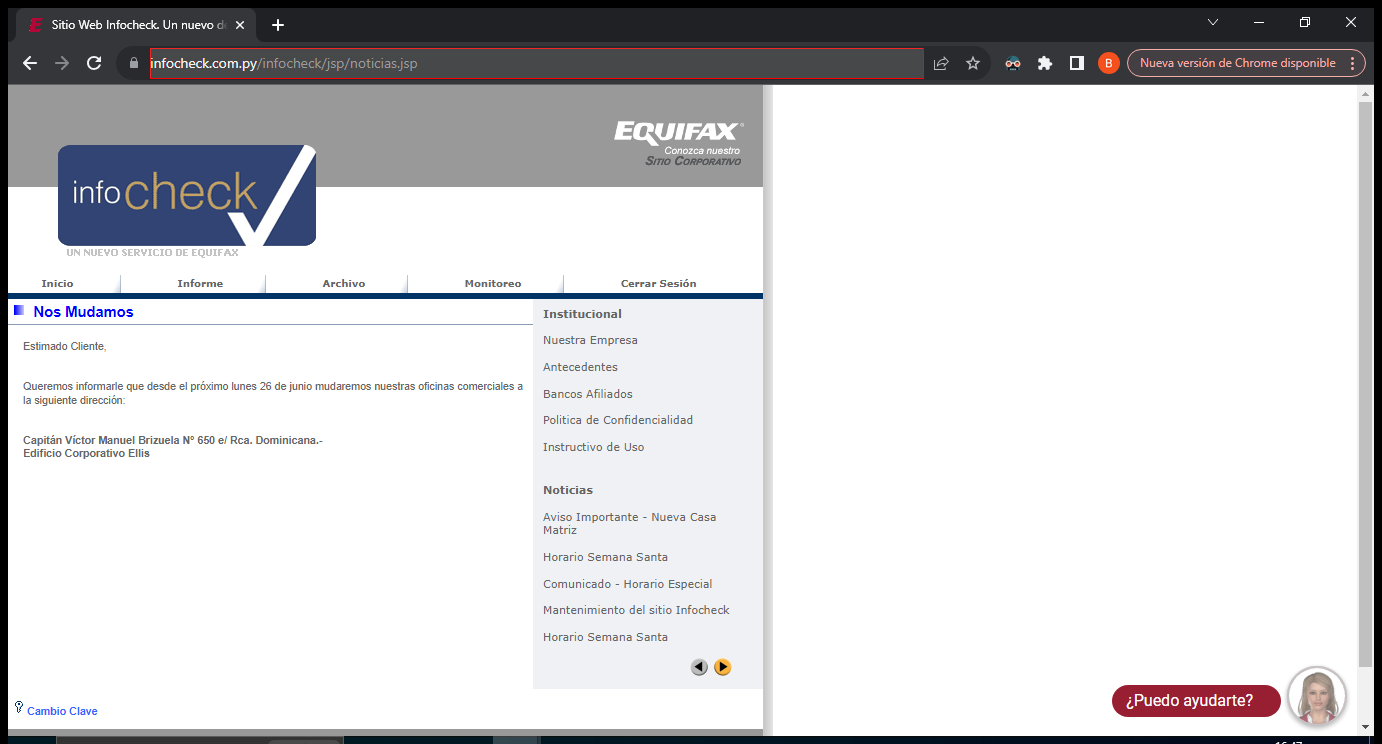 Sitio Web Infocheck. Un nuevo de
infocheck.com.py/infocheck/jsp/noticias.jsp
B
Nueva versión de Chrome disponible
EQUIFAX
Conozca nuestro
SITIO CORPORATIVO
info check
UN NUEVO SERVICIO DE EQUIFAX
Inicio Informe Archivo Monitoreo Cerrar Sesión
Nos Mudamos
Estimado Cliente,
Queremos informarle que desde el próximo lunes 26 de junio mudaremos nuestras oficinas comerciales a
la siguiente dirección:
Capitán Víctor Manuel Brizuela Nº 650 e/ Rca. Dominicana.-
Edificio Corporativo Ellis
Institucional
Nuestra Empresa
Antecedentes
Bancos Afiliados
Politica de Confidencialidad
Instructivo de Uso
Noticias
Aviso Importante - Nueva Casa
Matriz
Horario Semana Santa
Comunicado - Horario Especial
Mantenimiento del sitio Infocheck
Horario Semana Santa
Cambio Clave
¿Puedo ayudarte?